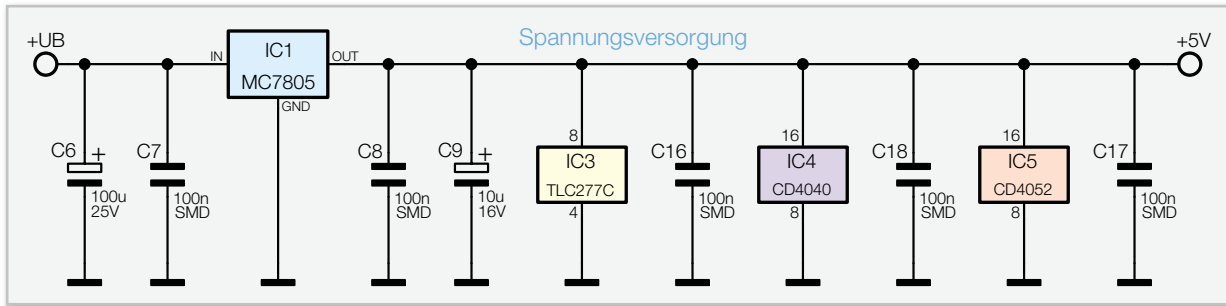 Spannungsversorgung
+UB
+5V
IN
IC1
MC7805
OUT
GND
C6
+
100u
25V
C7
100n
SMD
C8
100n
SMD
C9
+
10u
16V
8
IC3
TLC277C
4
C16
100n
SMD
16
IC4
CD4040
8
C18
100n
SMD
16
IC5
CD4052
8
C17
100n
SMD